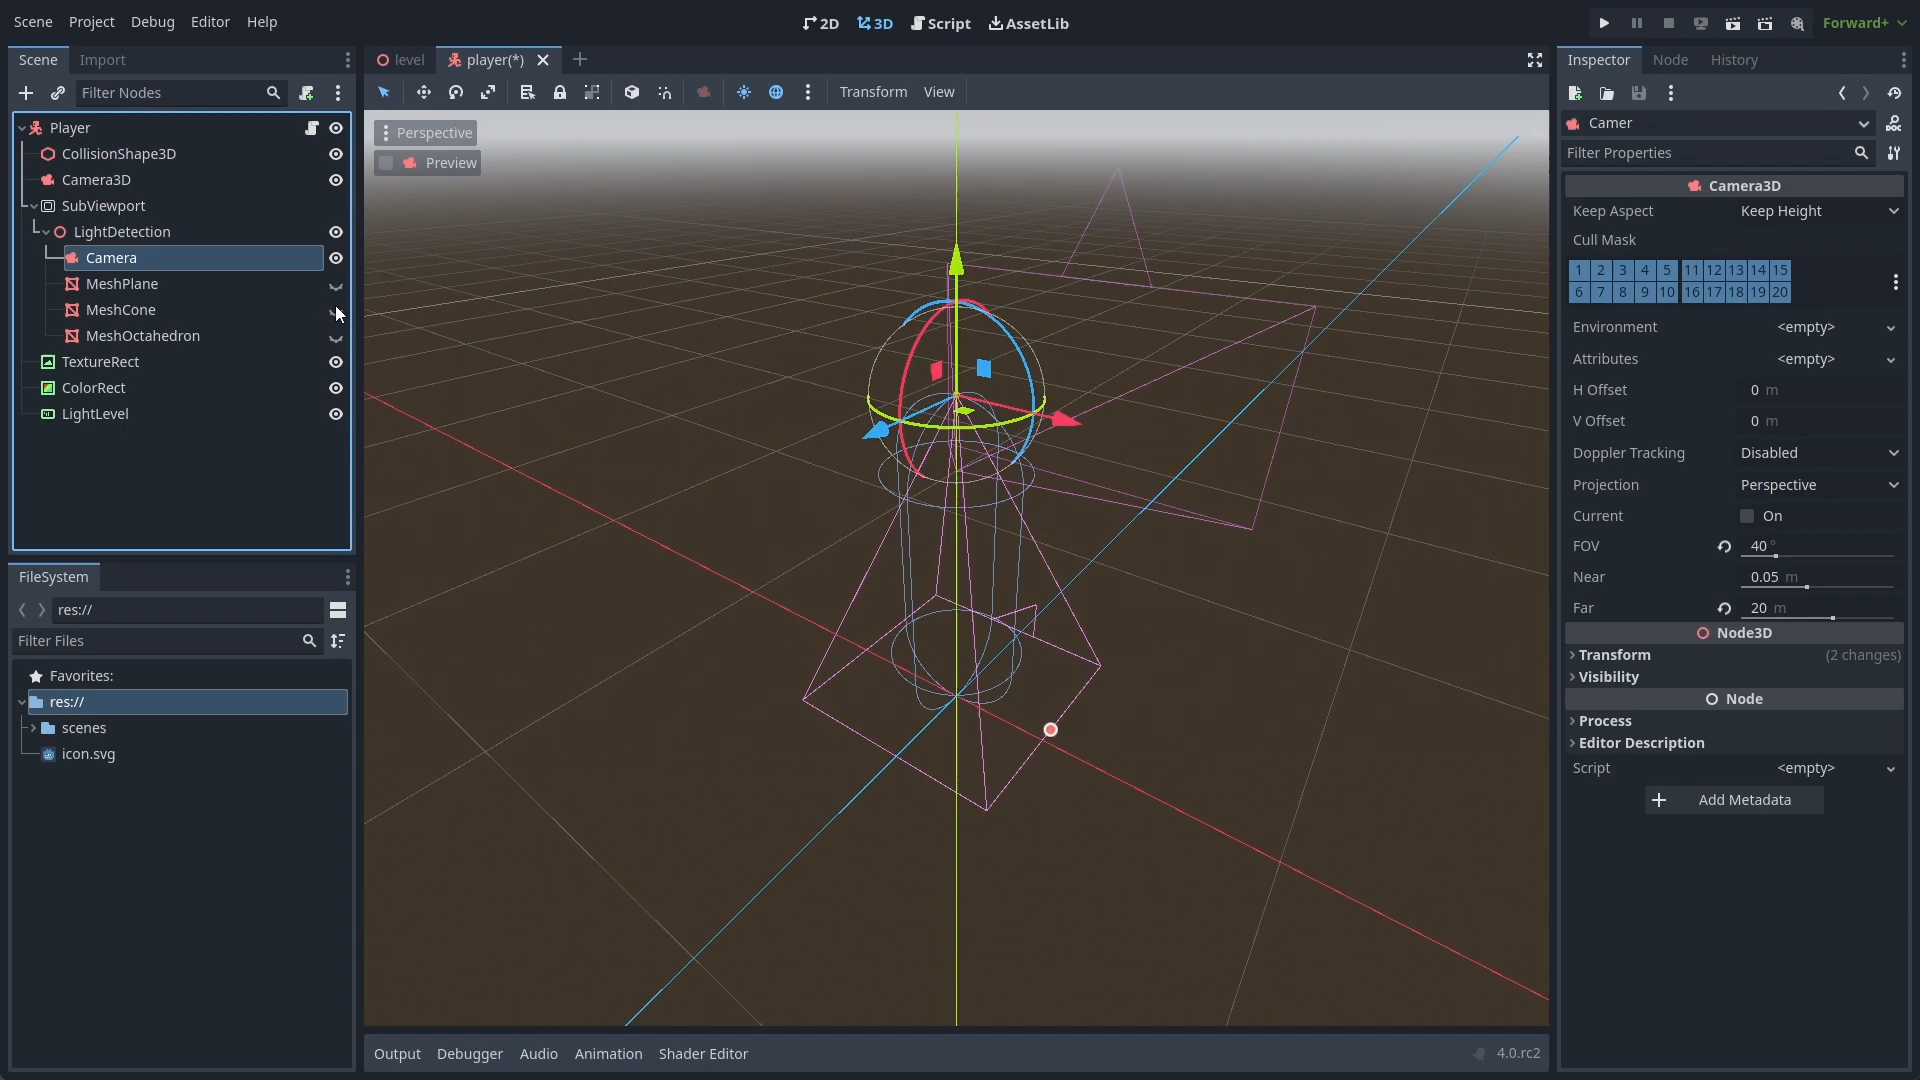 Scene Project Debug Editor Help
2D 3D Script AssetLib
Forward+
Scene Import
Filter Nodes
Player
CollisionShape3D
Camera3D
SubViewport
LightDetection
Camera
MeshPlane
MeshCone
MeshOctahedron
TextureRect
ColorRect
LightLevel
FileSystem
res://
Filter Files
Favorites:
res://
scenes
icon.svg
level player(*)
Transform View
Perspective
Preview
Output Debugger Audio Animation Shader Editor
4.0.rc2
Inspector Node History
Camer
Filter Properties
Camera3D
Keep Aspect Keep Height
Cull Mask
1 2 3 4 5 11 12 13 14 15
6 7 8 9 10 16 17 18 19 20
Environment <empty>
Attributes <empty>
H Offset 0 m
V Offset 0 m
Doppler Tracking Disabled
Projection Perspective
Current On
FOV 40 °
Near 0.05 m
Far 20 m
Node3D
Transform (2 changes)
Visibility
Node
Process
Editor Description
Script <empty>
Add Metadata